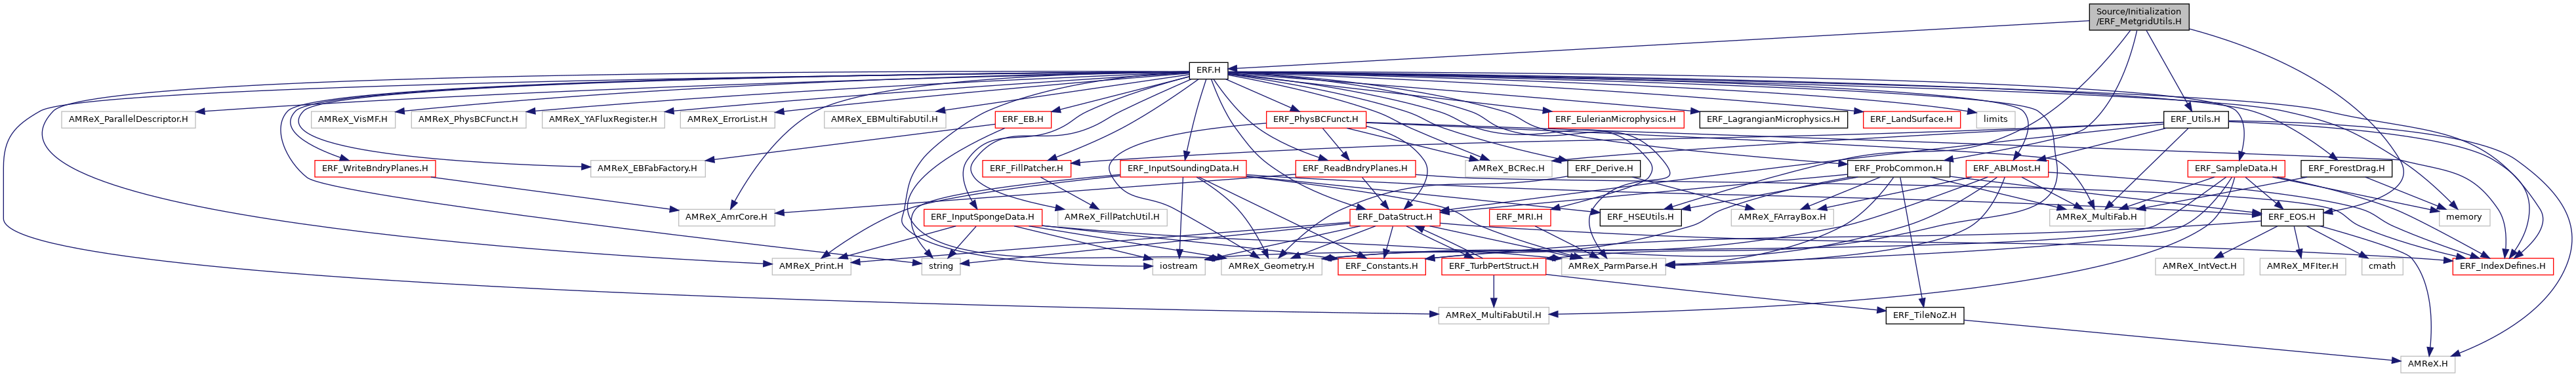 Source/Initialization
/ERF_MetgridUtils.H
ERF.H
AMReX_ParallelDescriptor.H
AMReX_VisMF.H
AMReX_PhysBCFunct.H
AMReX_YAFluxRegister.H
AMReX_ErrorList.H
AMReX_EBMultiFabUtil.H
ERF_EB.H
ERF_PhysBCFunct.H
ERF_EulerianMicrophysics.H
ERF_LagrangianMicrophysics.H
ERF_LandSurface.H
limits
ERF_Utils.H
ERF_WriteBndryPlanes.H
AMReX_EBFabFactory.H
ERF_FillPatcher.H
ERF_InputSoundingData.H
ERF_ReadBndryPlanes.H
AMReX_BCRec.H
ERF_Derive.H
ERF_ProbCommon.H
ERF_ABLMost.H
ERF_SampleData.H
ERF_ForestDrag.H
AMReX_AmrCore.H
ERF_InputSpongeData.H
AMReX_FillPatchUtil.H
ERF_DataStruct.H
ERF_MRI.H
ERF_HSEUtils.H
AMReX_FArrayBox.H
AMReX_MultiFab.H
ERF_EOS.H
memory
AMReX_Print.H
string
iostream
AMReX_Geometry.H
ERF_Constants.H
ERF_TurbPertStruct.H
AMReX_ParmParse.H
AMReX_IntVect.H
AMReX_MFIter.H
cmath
ERF_IndexDefines.H
AMReX_MultiFabUtil.H
ERF_TileNoZ.H
AMReX.H